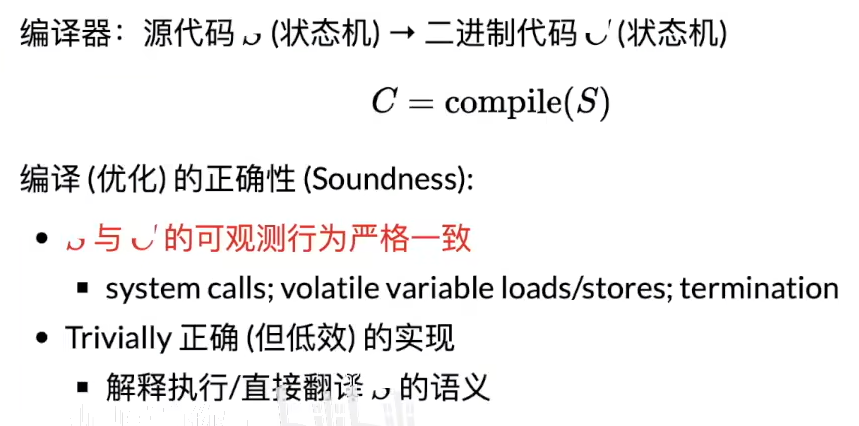 编译器：源代码 S (状态机) → 二进制代码 C (状态机)
C = compile(S)
编译 (优化) 的正确性 (Soundness):
• S 与 C 的可观测行为严格一致
▪ system calls; volatile variable loads/stores; termination
• Trivially 正确 (但低效) 的实现
▪ 解释执行/直接翻译 S 的语义